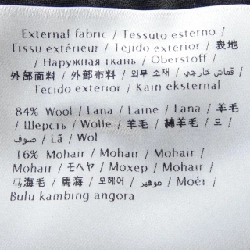 External fabric / Tessuto esterno /
Tissu extérieur / Tejido exterior / 表地
/ Наружная ткань / Oberstoff /
外部面料 / 外部布料 / 외부 소재 / قماش خارجي /
Tecido exterior / Kain eksternal
84% Wool / Lana / Laine / Lana / 羊毛
/ Шерсть / Wolle / 羊毛 / 綿羊毛 /
صوف / Lã / Wol
16% Mohair / Mohair / Mohair /
Mohair / モヘヤ / Мохер / Mohair /
马海毛 / 馬海 / 모헤어 / موهير / Moér /
Bulu kambing angora